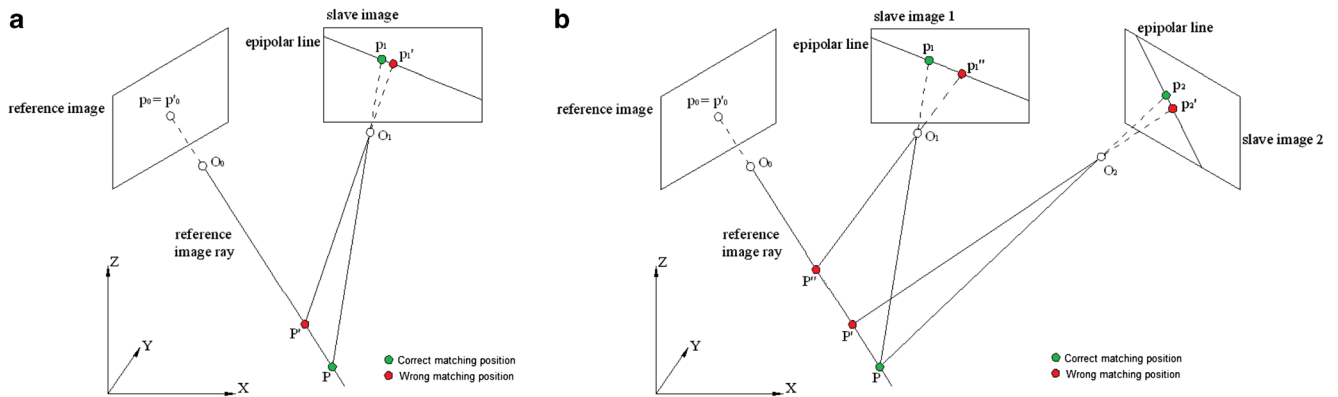 a
slave image
epipolar line
p₁
p₁'
reference image
p₀ = p'₀
O₁
O₀
reference
image ray
Z
Y
X
P'
P
Correct matching position
Wrong matching position
b
slave image 1
epipolar line
epipolar line
p₁
p₁''
p₂
p₂'
reference image
p₀ = p'₀
slave image 2
O₁
O₀
O₂
reference
image ray
Z
Y
X
P''
P'
P
Correct matching position
Wrong matching position